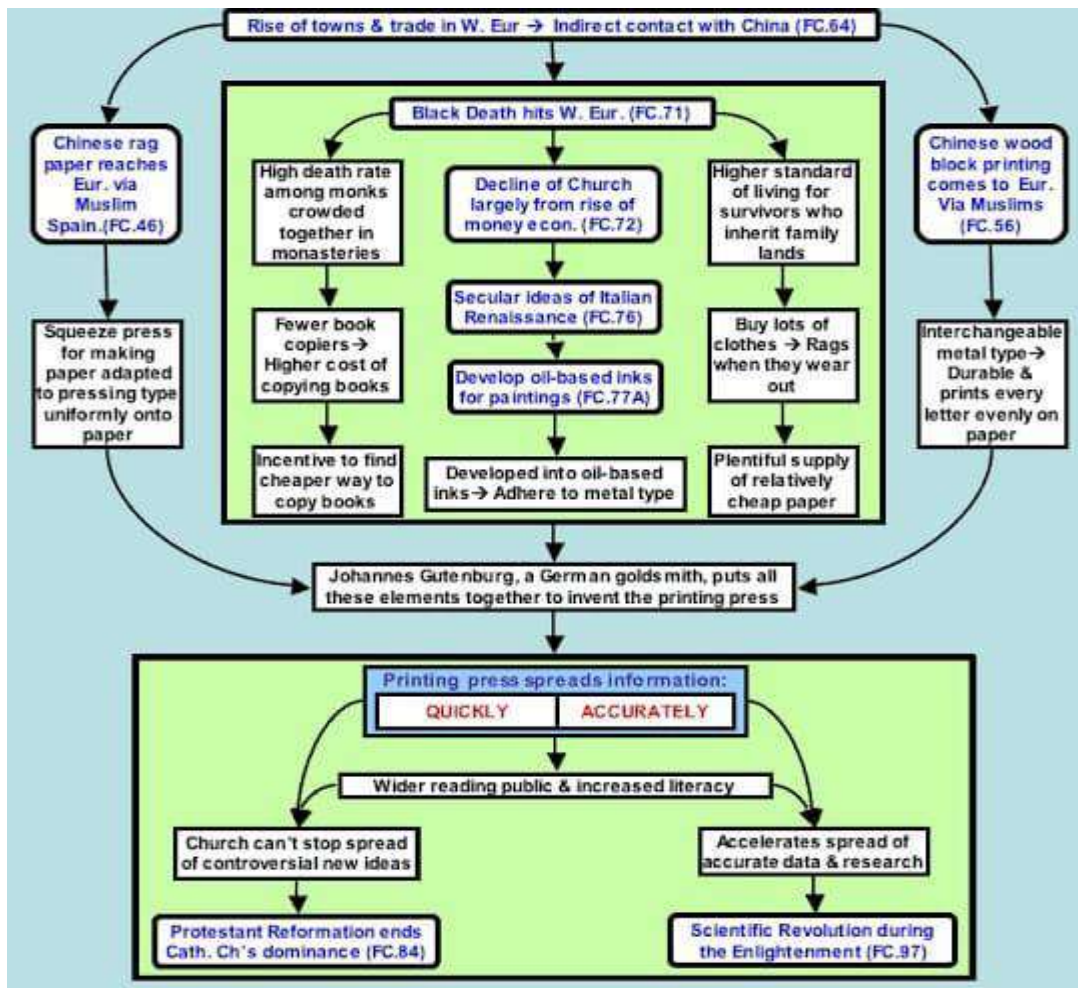 Rise of towns & trade in W. Eur → Indirect contact with China (FC.64)
Chinese rag
paper reaches
Eur. via
Muslim
Spain.(FC.46)
Squeeze press
for making
paper adapted
to pressing type
uniformly onto
paper
Black Death hits W. Eur. (FC.71)
High death rate
among monks
crowded
together in
monasteries
Fewer book
copiers →
Higher cost of
copying books
Incentive to find
cheaper way to
copy books
Decline of Church
largely from rise of
money econ. (FC.72)
Secular ideas of Italian
Renaissance (FC.76)
Develop oil-based inks
for paintings (FC.77A)
Developed into oil-based
inks→ Adhere to metal type
Higher standard
of living for
survivors who
inherit family
lands
Buy lots of
clothes → Rags
when they wear
out
Plentiful supply
of relatively
cheap paper
Chinese wood
block printing
comes to Eur.
Via Muslims
(FC.56)
Interchangeable
metal type→
Durable &
prints every
letter evenly on
paper
Johannes Gutenburg, a German goldsmith, puts all
these elements together to invent the printing press
Printing press spreads information:
QUICKLY ACCURATELY
Wider reading public & increased literacy
Church can't stop spread
of controversial new ideas
Protestant Reformation ends
Cath. Ch's dominance (FC.84)
Accelerates spread of
accurate data & research
Scientific Revolution during
the Enlightenment (FC.97)